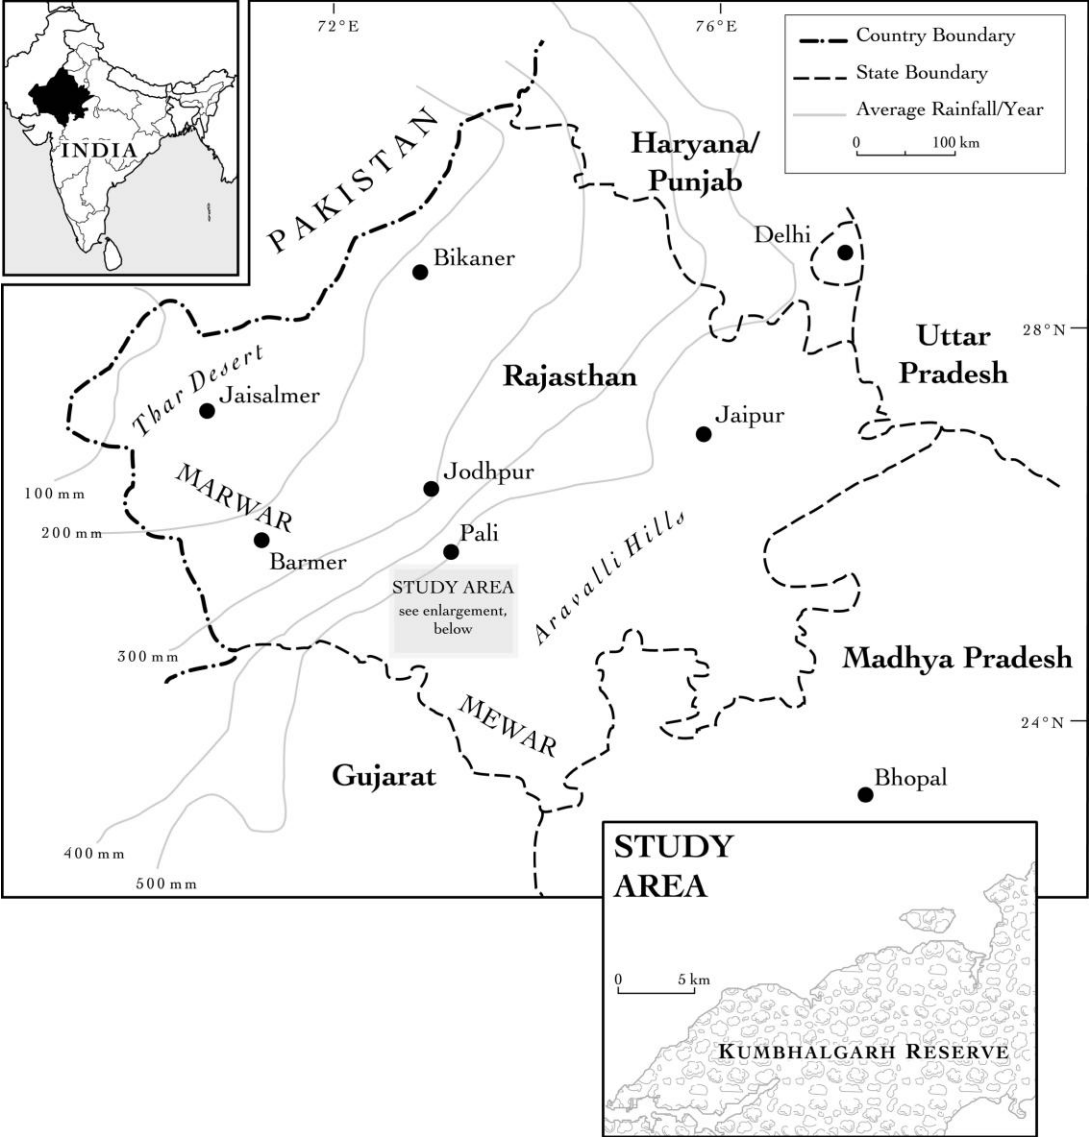 72°E
76°E
INDIA
Country Boundary
State Boundary
Average Rainfall/Year
0 100 km
PAKISTAN
Haryana/
Punjab
Delhi
Bikaner
28°N
Uttar
Pradesh
Rajasthan
Thar Desert
Jaisalmer
Jaipur
Jodhpur
MARWAR
100 mm
200 mm
Pali
Barmer
Aravalli Hills
STUDY AREA
see enlargement,
below
300 mm
Madhya Pradesh
MEWAR
24°N
Gujarat
Bhopal
400 mm
500 mm
STUDY
AREA
0 5 km
KUMBHALGARH RESERVE